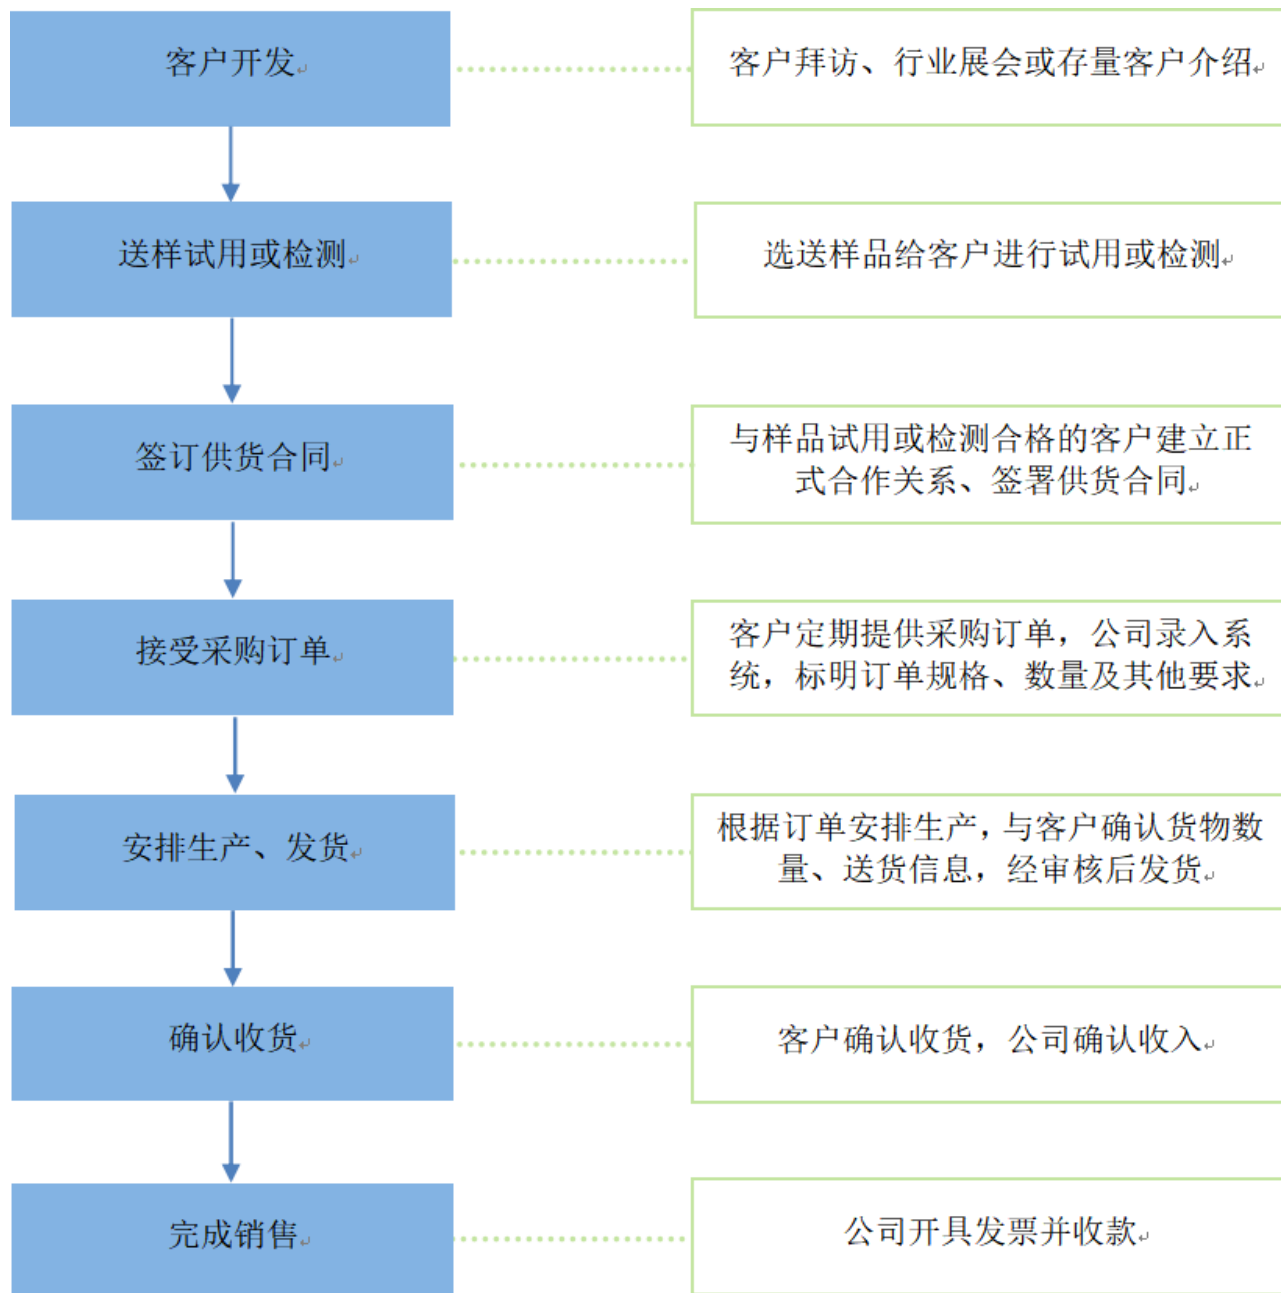 客户开发
客户拜访、行业展会或存量客户介绍
送样试用或检测
选送样品给客户进行试用或检测
签订供货合同
与样品试用或检测合格的客户建立正
式合作关系、签署供货合同
接受采购订单
客户定期提供采购订单，公司录入系
统，标明订单规格、数量及其他要求
安排生产、发货
根据订单安排生产，与客户确认货物数
量、送货信息，经审核后发货
确认收货
客户确认收货，公司确认收入
完成销售
公司开具发票并收款